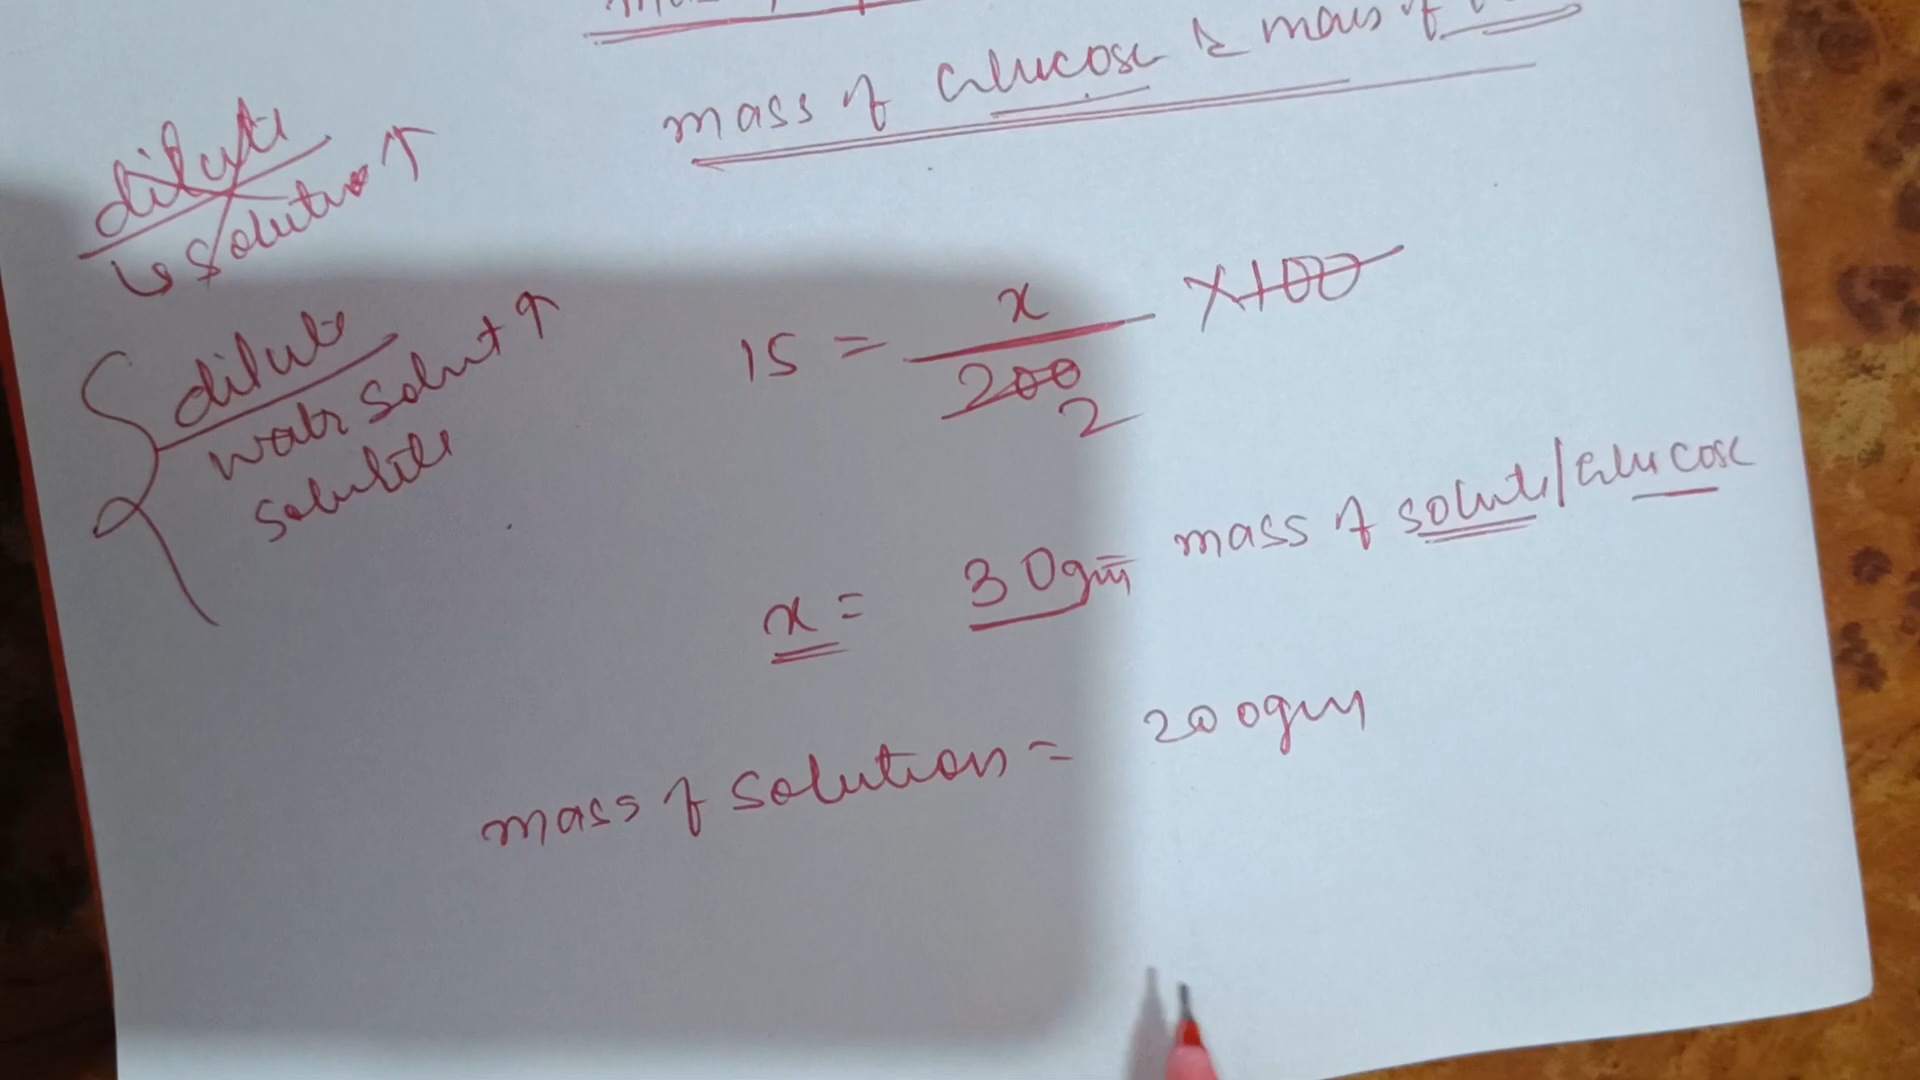 mass of Glucose & mass of
dilute
↳ Solution ↑
dilute
water solvent ↑
solute
15 = x/200 ×100
2
x = 30gm mass of solute/Glucose
mass of solution = 200gm